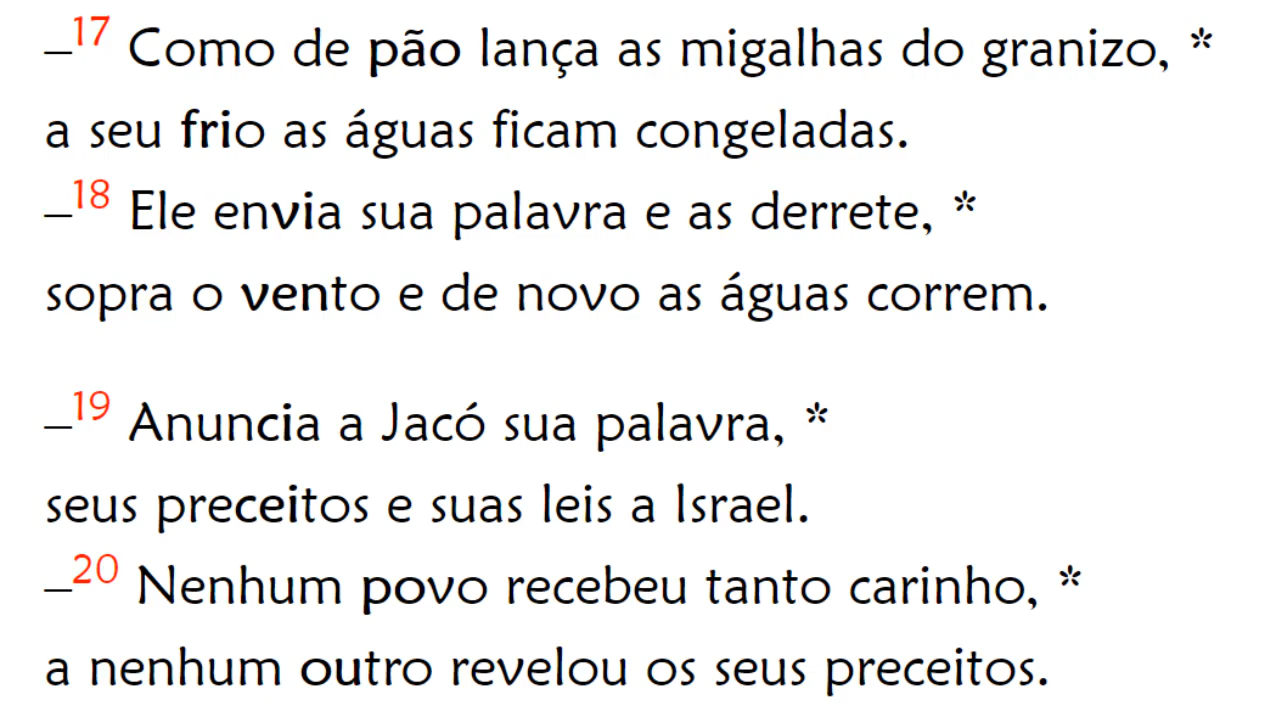 –17 Como de pão lança as migalhas do granizo, *
a seu frio as águas ficam congeladas.
–18 Ele envia sua palavra e as derrete, *
sopra o vento e de novo as águas correm.
–19 Anuncia a Jacó sua palavra, *
seus preceitos e suas leis a Israel.
–20 Nenhum povo recebeu tanto carinho, *
a nenhum outro revelou os seus preceitos.